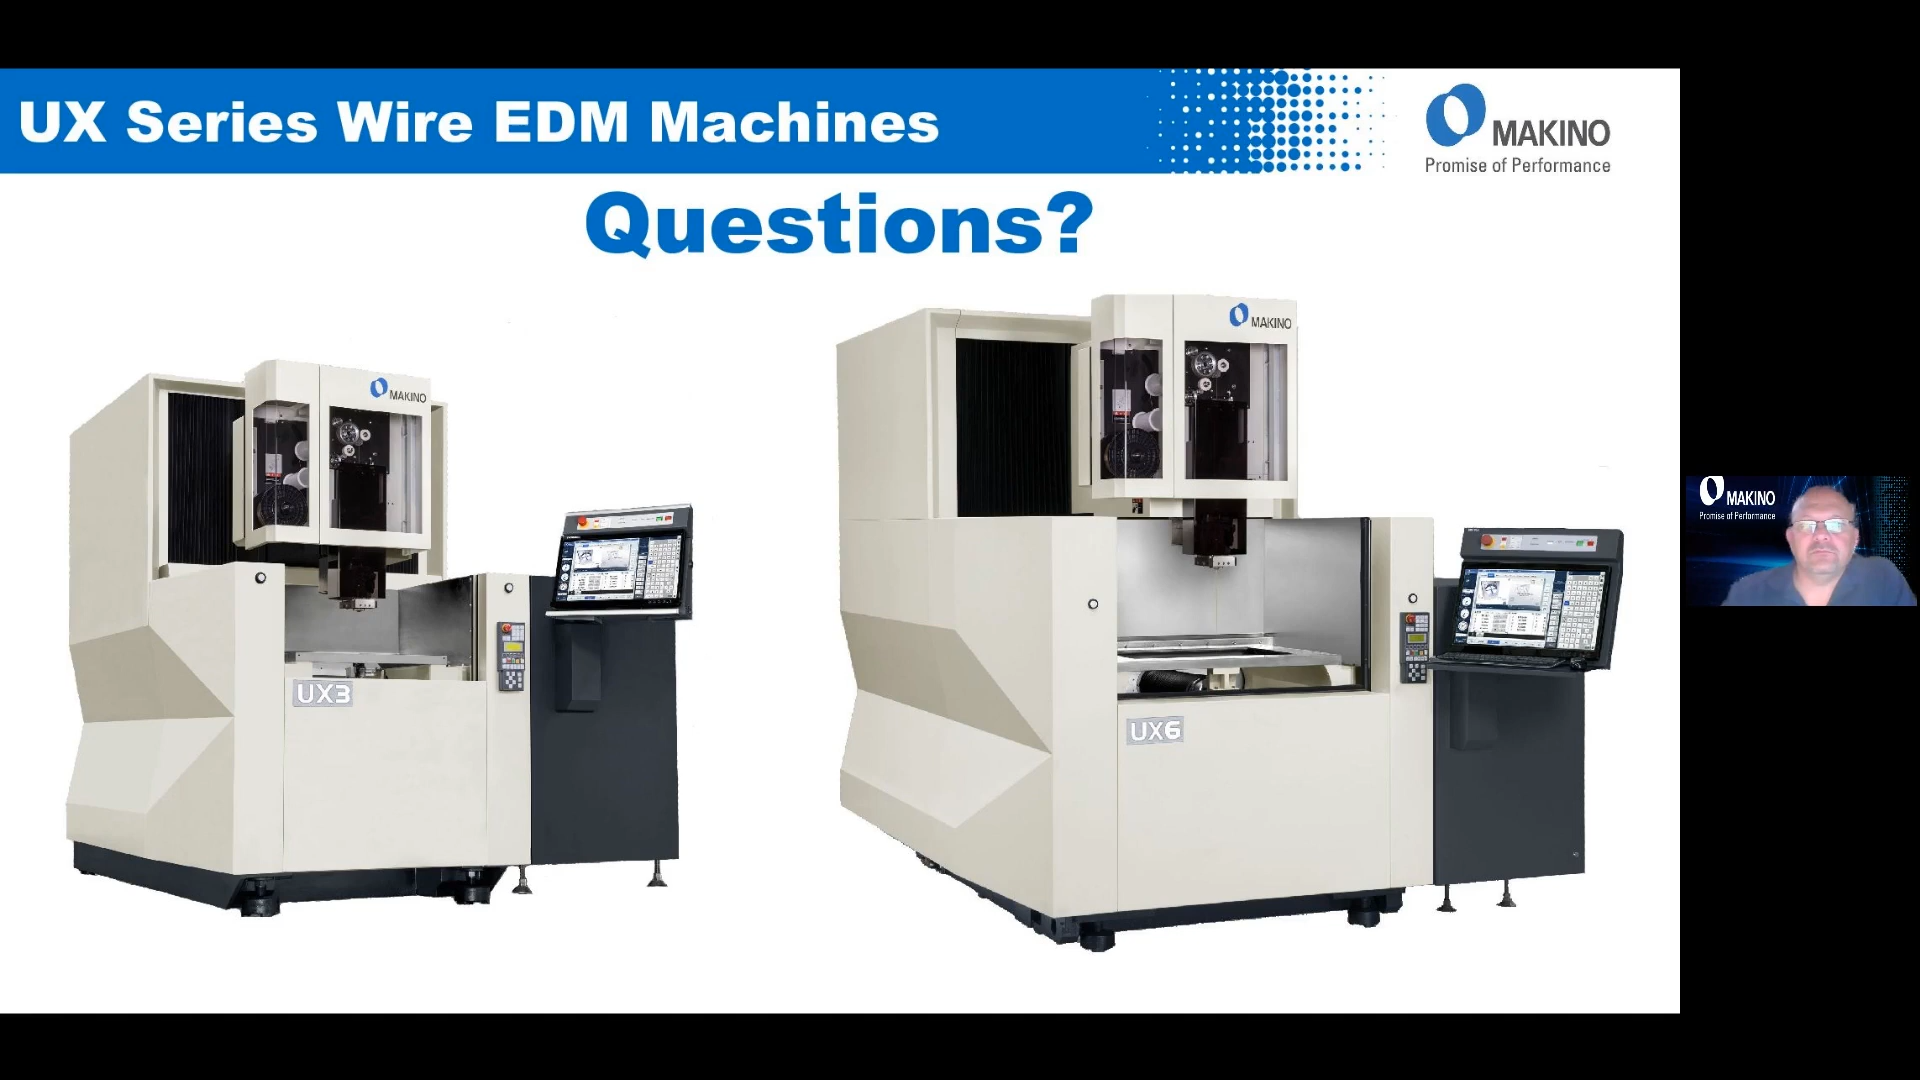 UX Series Wire EDM Machines
MAKINO
Promise of Performance
Questions?
MAKINO
UX3
MAKINO
UX6
MAKINO
Promise of Performance